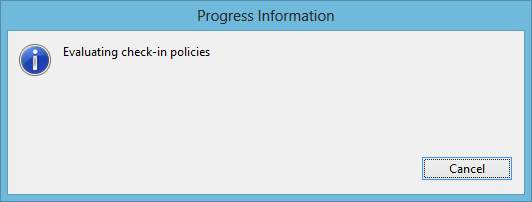 Progress Information
Evaluating check-in policies
Cancel